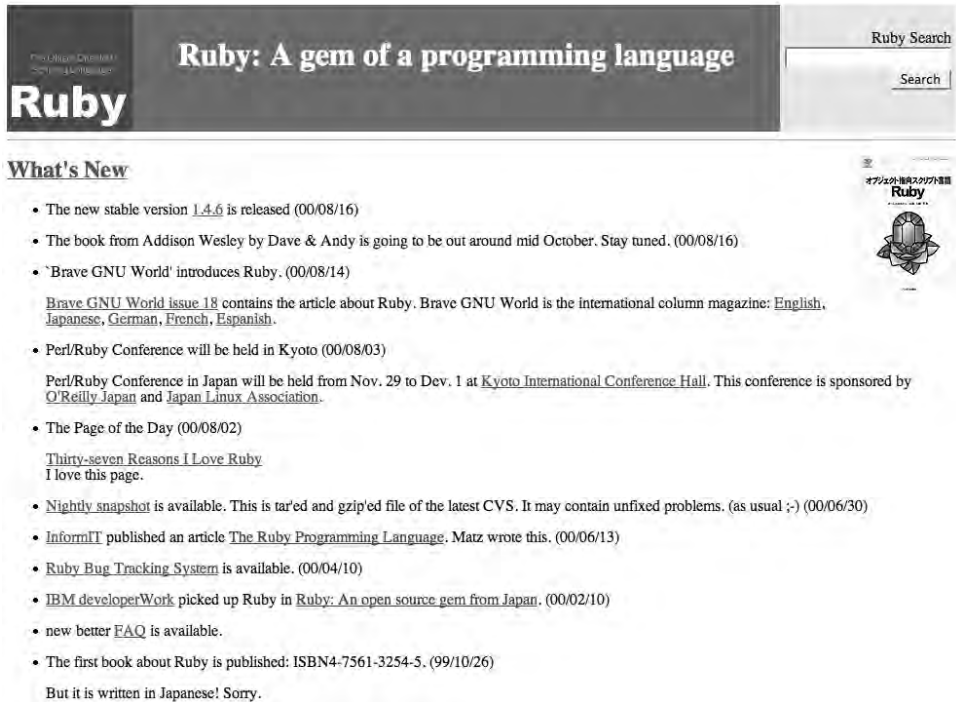 Ruby
Ruby: A gem of a programming language
Ruby Search
Search
What's New
オブジェクト指向スクリプト言語
Ruby
• The new stable version 1.4.6 is released (00/08/16)
• The book from Addison Wesley by Dave & Andy is going to be out around mid October. Stay tuned. (00/08/16)
• `Brave GNU World' introduces Ruby. (00/08/14)
Brave GNU World issue 18 contains the article about Ruby. Brave GNU World is the international column magazine: English,
Japanese, German, French, Espanish.
• Perl/Ruby Conference will be held in Kyoto (00/08/03)
Perl/Ruby Conference in Japan will be held from Nov. 29 to Dev. 1 at Kyoto International Conference Hall. This conference is sponsored by
O'Reilly Japan and Japan Linux Association.
• The Page of the Day (00/08/02)
Thirty-seven Reasons I Love Ruby
I love this page.
• Nightly snapshot is available. This is tar'ed and gzip'ed file of the latest CVS. It may contain unfixed problems. (as usual ;-) (00/06/30)
• InformIT published an article The Ruby Programming Language. Matz wrote this. (00/06/13)
• Ruby Bug Tracking System is available. (00/04/10)
• IBM developerWork picked up Ruby in Ruby: An open source gem from Japan. (00/02/10)
• new better FAQ is available.
• The first book about Ruby is published: ISBN4-7561-3254-5. (99/10/26)
But it is written in Japanese! Sorry.